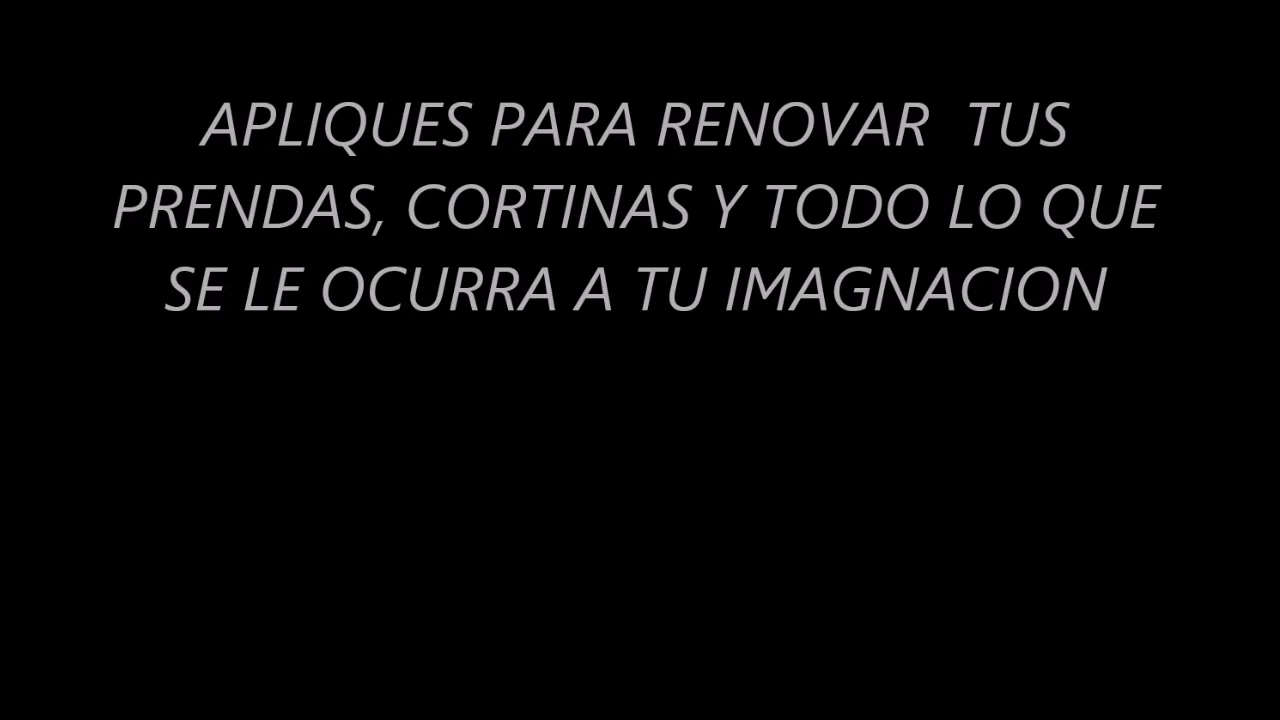 APLIQUES PARA RENOVAR  TUS
PRENDAS, CORTINAS Y TODO LO QUE
SE LE OCURRA A TU IMAGNACION